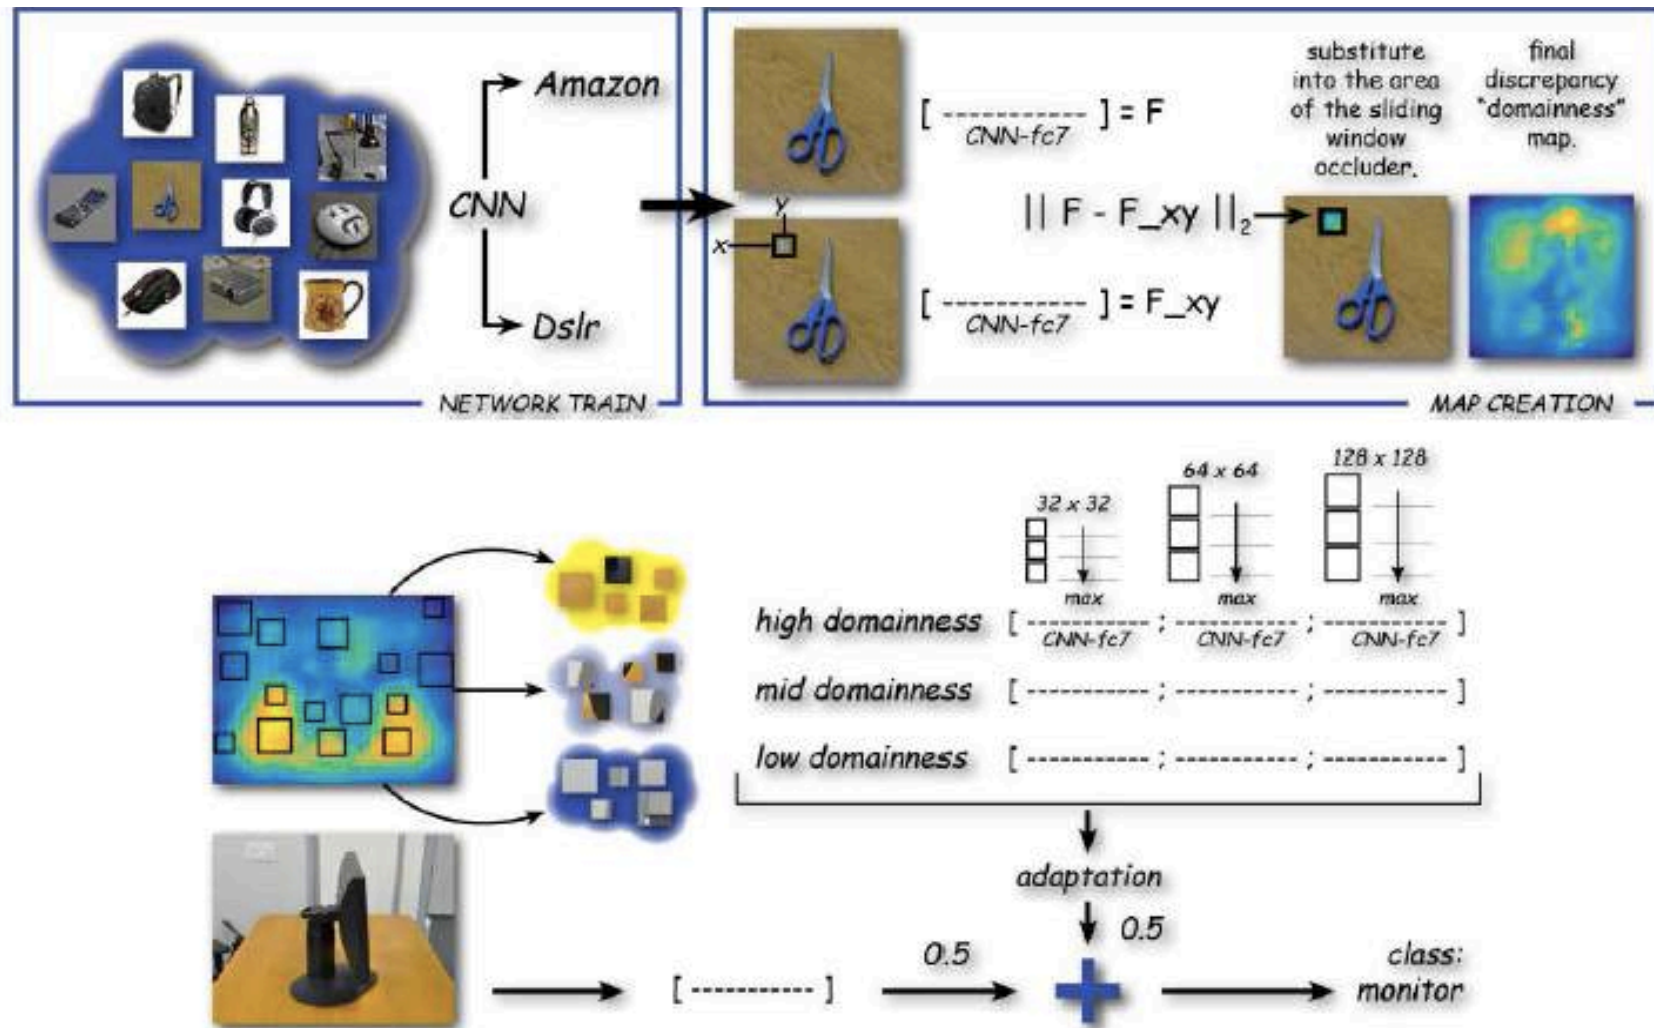 Amazon
CNN
Dslr
NETWORK TRAIN
[ ---------- ] = F
CNN-fc7
x
y
|| F - F_xy ||2
[ ---------- ] = F_xy
CNN-fc7
substitute
into the area
of the sliding
window
occluder.
final
discrepancy
"domainness"
map.
MAP CREATION
32 x 32
64 x 64
128 x 128
max
max
max
high domainness [ ---------- ; ---------- ; ---------- ]
CNN-fc7 CNN-fc7 CNN-fc7
mid domainness [ ---------- ; ---------- ; ---------- ]
low domainness [ ---------- ; ---------- ; ---------- ]
adaptation
0.5
[ ---------- ]
0.5
class:
monitor